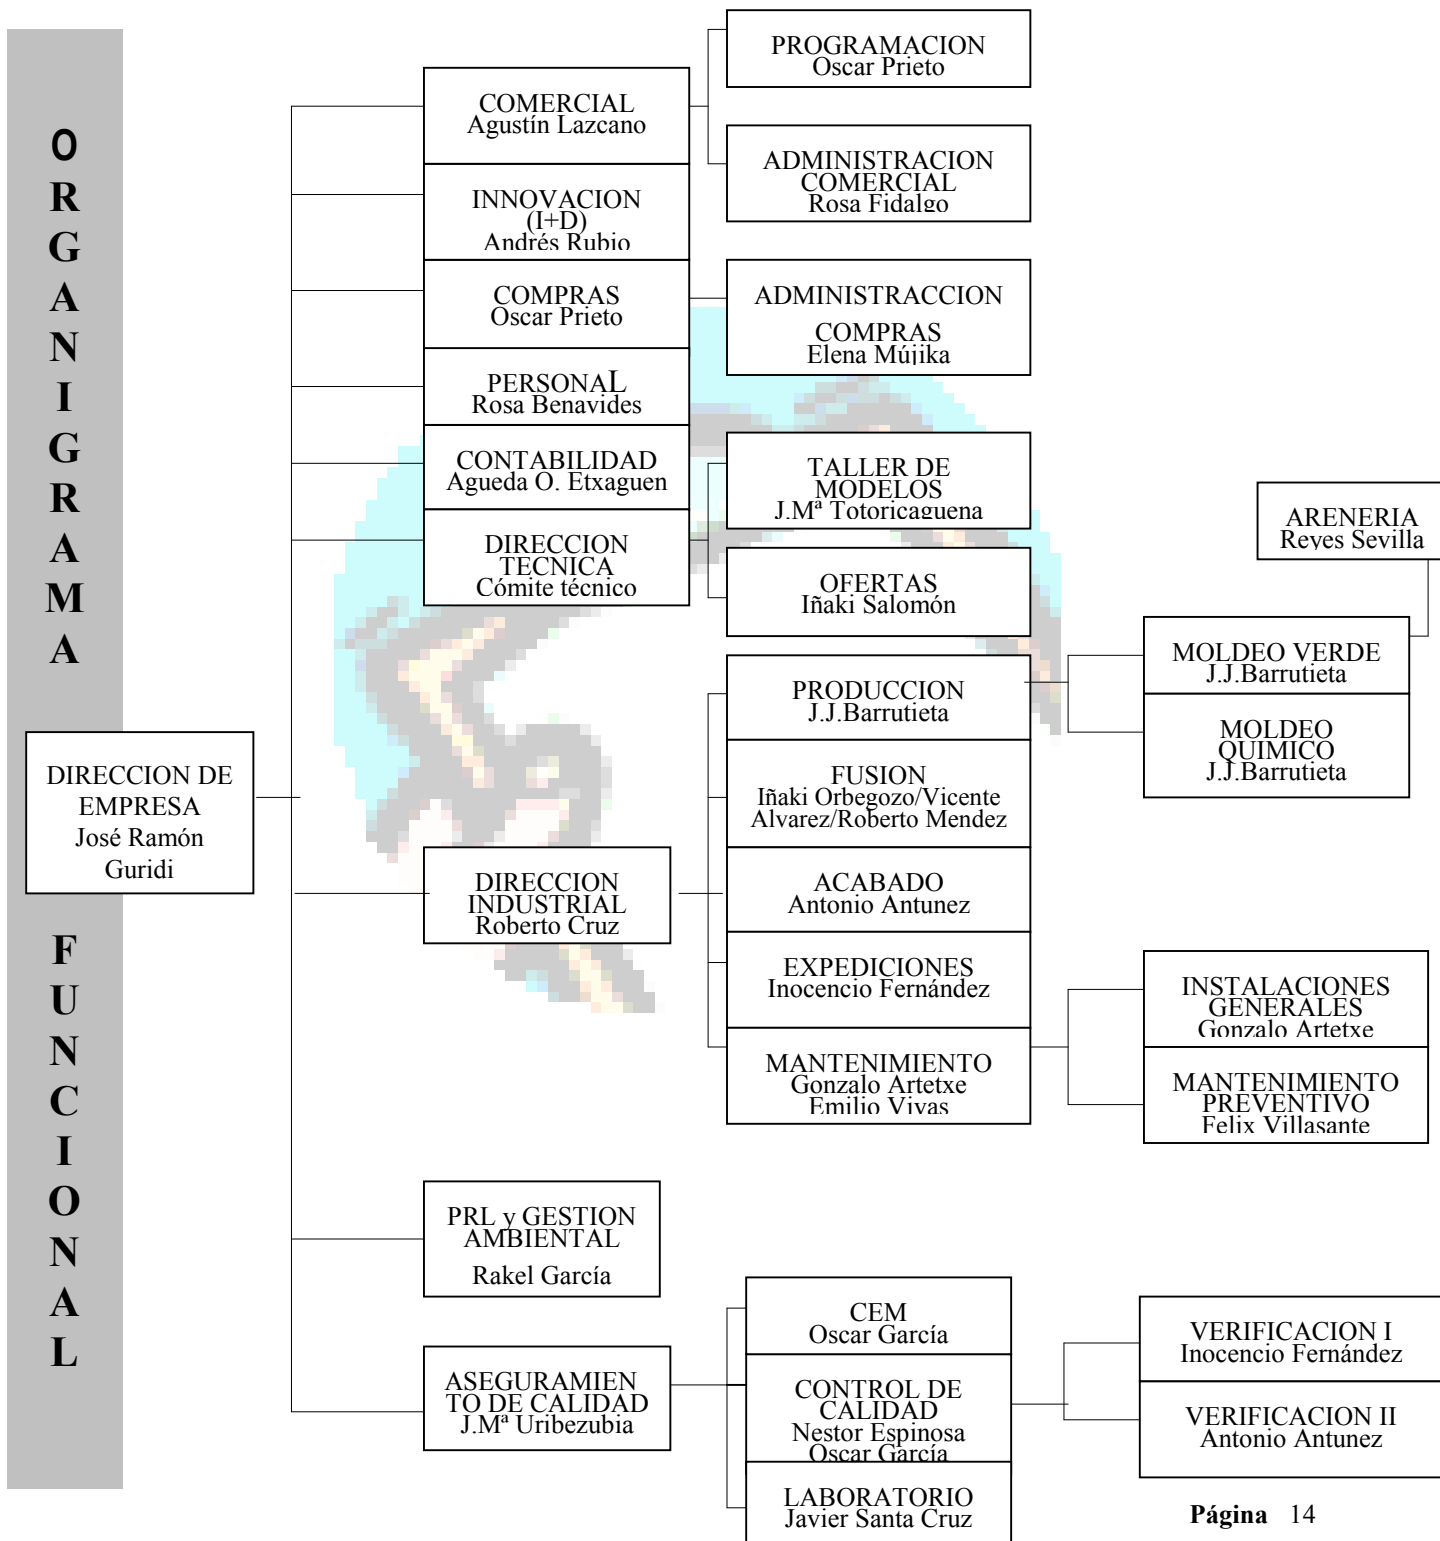 ORGANIGRAMA
FUNCIONAL
DIRECCION DE
EMPRESA
José Ramón
Guridi
COMERCIAL
Agustín Lazcano
PROGRAMACION
Oscar Prieto
ADMINISTRACION
COMERCIAL
Rosa Fidalgo
INNOVACION
(I+D)
Andrés Rubio
COMPRAS
Oscar Prieto
ADMINISTRACCION
COMPRAS
Elena Mújika
PERSONAL
Rosa Benavides
CONTABILIDAD
Agueda O. Etxaguen
DIRECCION
TECNICA
Cómite técnico
TALLER DE
MODELOS
J.Mª Totoricaguena
OFERTAS
Iñaki Salomón
ARENERIA
Reyes Sevilla
DIRECCION
INDUSTRIAL
Roberto Cruz
PRODUCCION
J.J.Barrutieta
MOLDEO VERDE
J.J.Barrutieta
MOLDEO
QUIMICO
J.J.Barrutieta
FUSION
Iñaki Orbegozo/Vicente
Alvarez/Roberto Mendez
ACABADO
Antonio Antunez
EXPEDICIONES
Inocencio Fernández
MANTENIMIENTO
Gonzalo Artetxe
Emilio Vivas
INSTALACIONES
GENERALES
Gonzalo Artetxe
MANTENIMIENTO
PREVENTIVO
Felix Villasante
PRL y GESTION
AMBIENTAL
Rakel García
ASEGURAMIEN
TO DE CALIDAD
J.Mª Uribezubia
CEM
Oscar García
CONTROL DE
CALIDAD
Nestor Espinosa
Oscar García
LABORATORIO
Javier Santa Cruz
VERIFICACION I
Inocencio Fernández
VERIFICACION II
Antonio Antunez
Página 14